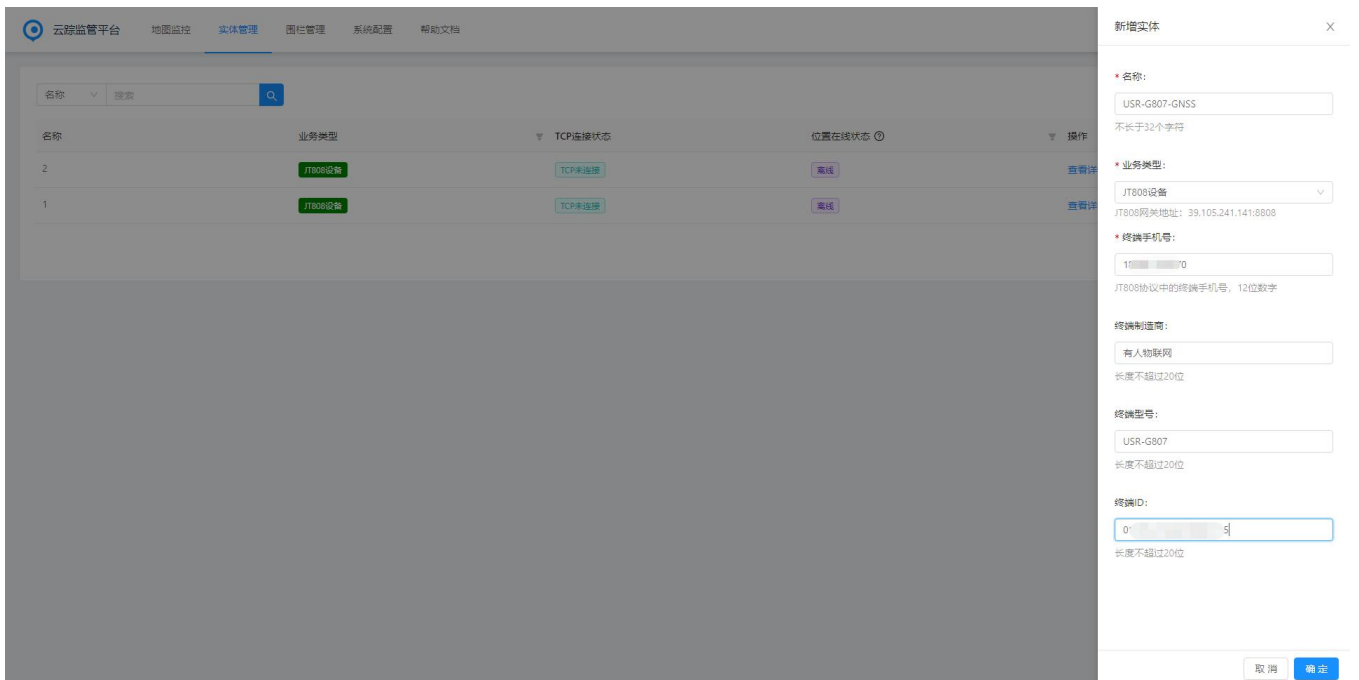 云踪监管平台 地图监控 实体管理 围栏管理 系统配置 帮助文档
名称 搜索
名称 业务类型 TCP连接状态 位置在线状态 操作
2 JT808设备 TCP未连接 离线 查看详
1 JT808设备 TCP未连接 离线 查看详
新增实体
* 名称:
USR-G807-GNSS
不长于32个字符
* 业务类型:
JT808设备
JT808网关地址: 39.105.241.141:8808
* 终端手机号:
JT808协议中的终端手机号, 12位数字
终端制造商:
有人物联网
长度不超过20位
终端型号:
USR-G807
长度不超过20位
终端ID:
长度不超过20位
取 消 确 定